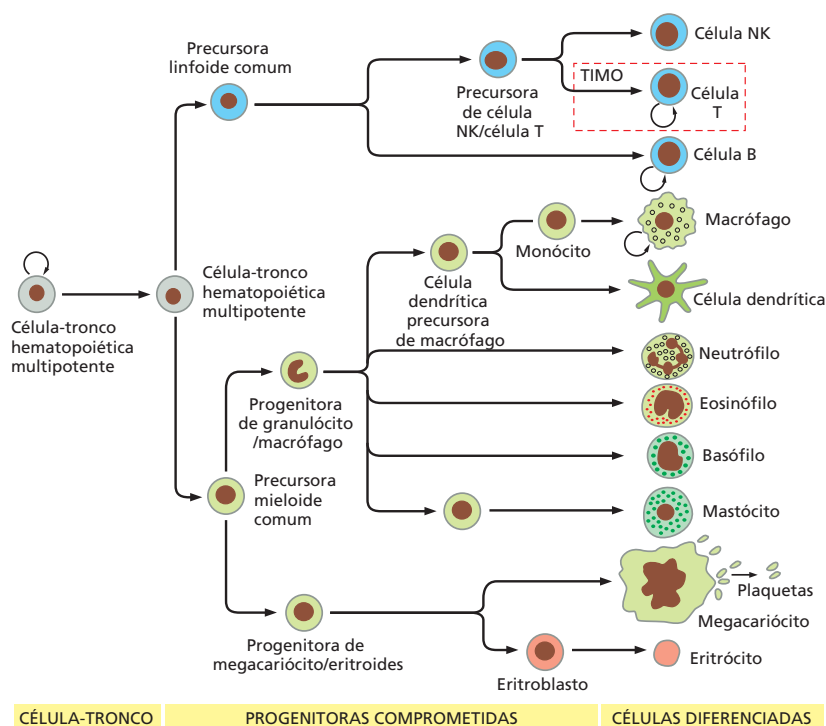 Precursora
linfoide comum
Precursora
de célula
NK/célula T
Célula NK
TIMO
Célula
T
Célula B
Célula-tronco
hematopoiética
multipotente
Célula-tronco
hematopoiética
multipotente
Monócito
Macrófago
Célula
dendrítica
precursora
de macrófago
Célula dendrítica
Progenitora
de granulócito
/macrófago
Neutrófilo
Eosinófilo
Basófilo
Mastócito
Precursora
mieloide
comum
Progenitora de
megacariócito/eritroides
Plaquetas
Megacariócito
Eritroblasto
Eritrócito
CÉLULA-TRONCO
PROGENITORAS COMPROMETIDAS
CÉLULAS DIFERENCIADAS